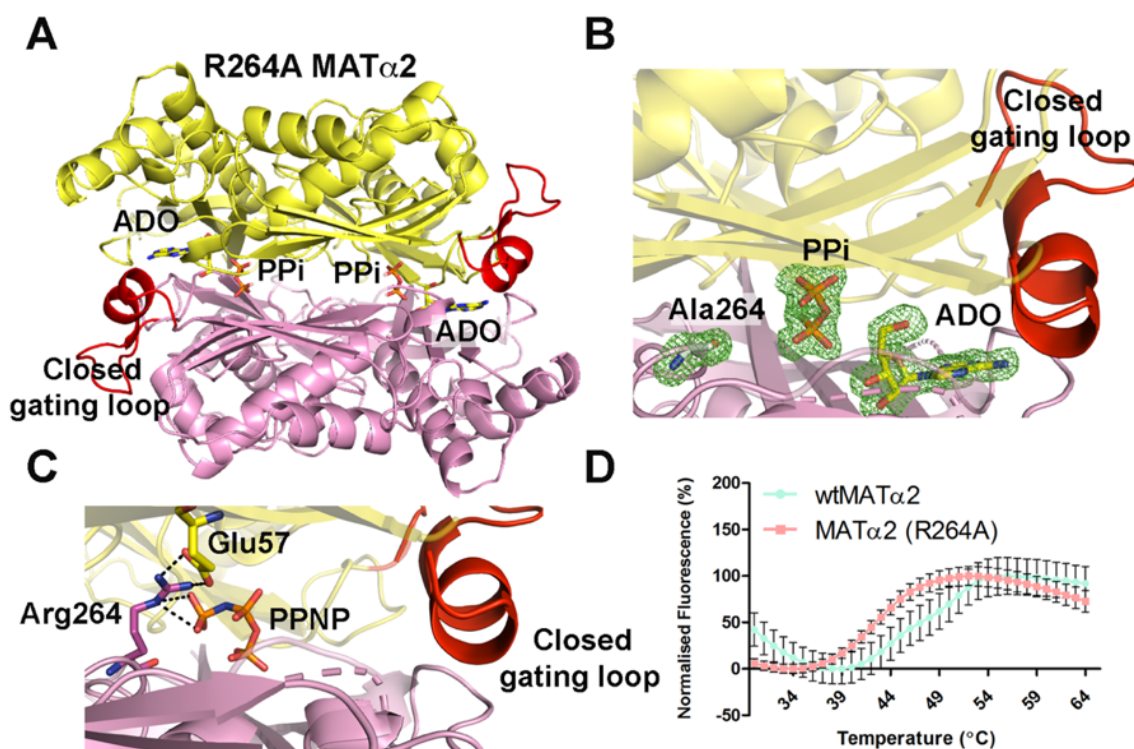 A
R264A MATα2
ADO
PPi
PPi
ADO
Closed
gating loop
B
Closed
gating loop
PPi
Ala264
ADO
C
Glu57
Arg264
PPNP
Closed
gating loop
D
wtMATα2
MATα2 (R264A)
Normalised Fluorescence (%)
200
150
100
50
0
-50
34
39
44
49
54
59
64
Temperature (°C)